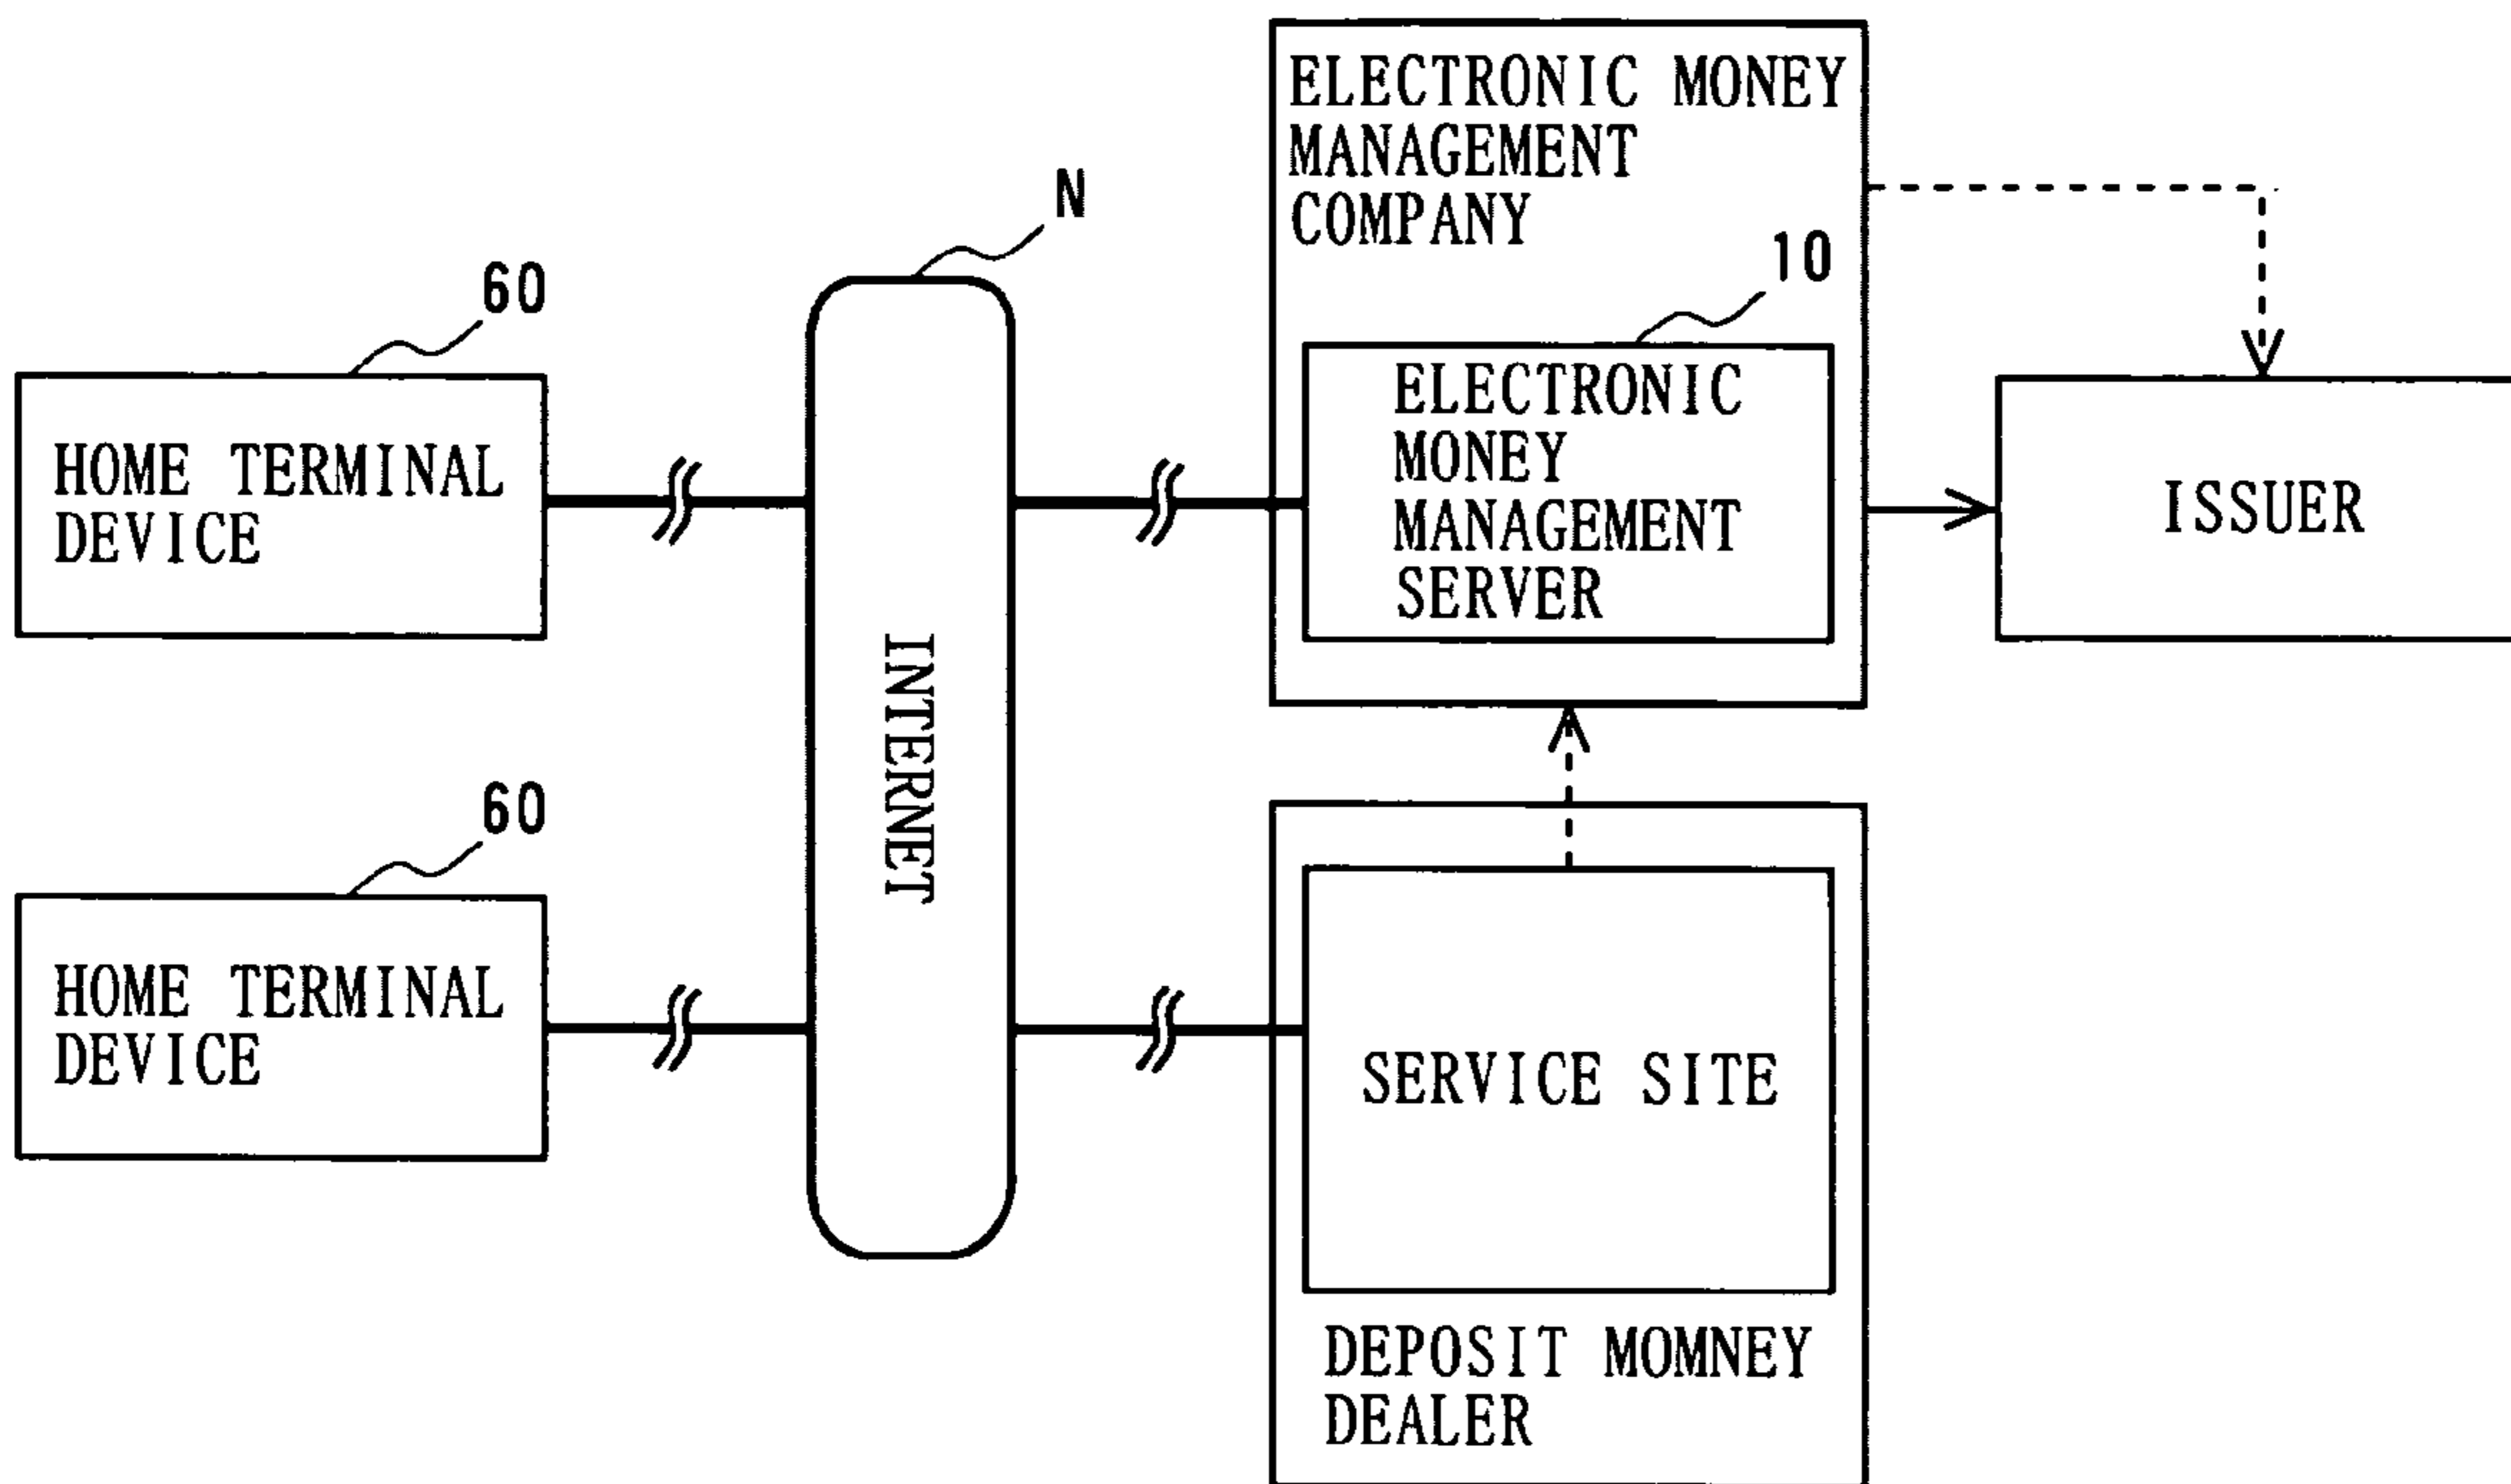 60
HOME TERMINAL
DEVICE
60
HOME TERMINAL
DEVICE
N
INTERNET
ELECTRONIC MONEY
MANAGEMENT
COMPANY
10
ELECTRONIC
MONEY
MANAGEMENT
SERVER
ISSUER
SERVICE SITE
DEPOSIT MOMNEY
DEALER